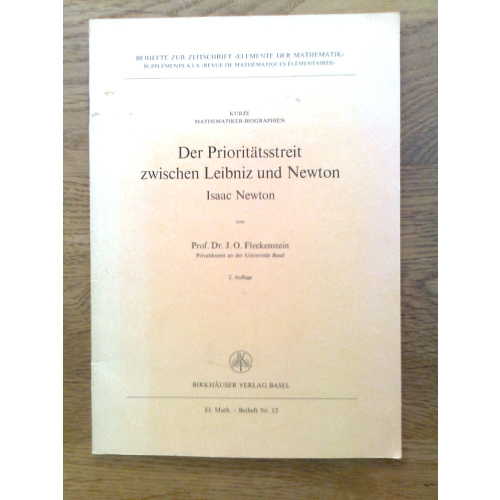 BEIHEFTE ZUR ZEITSCHRIFT «ELEMENTE DER MATHEMATIK»
SUPPLÉMENTS A LA «REVUE DE MATHÉMATIQUES ÉLÉMENTAIRES»
KURZE
MATHEMATIKER-BIOGRAPHIEN
Der Prioritätsstreit
zwischen Leibniz und Newton
Isaac Newton
von
Prof. Dr. J. O. Fleckenstein
Privatdozent an der Universität Basel
2. Auflage
BIRKHÄUSER VERLAG BASEL
El. Math. – Beiheft Nr. 12